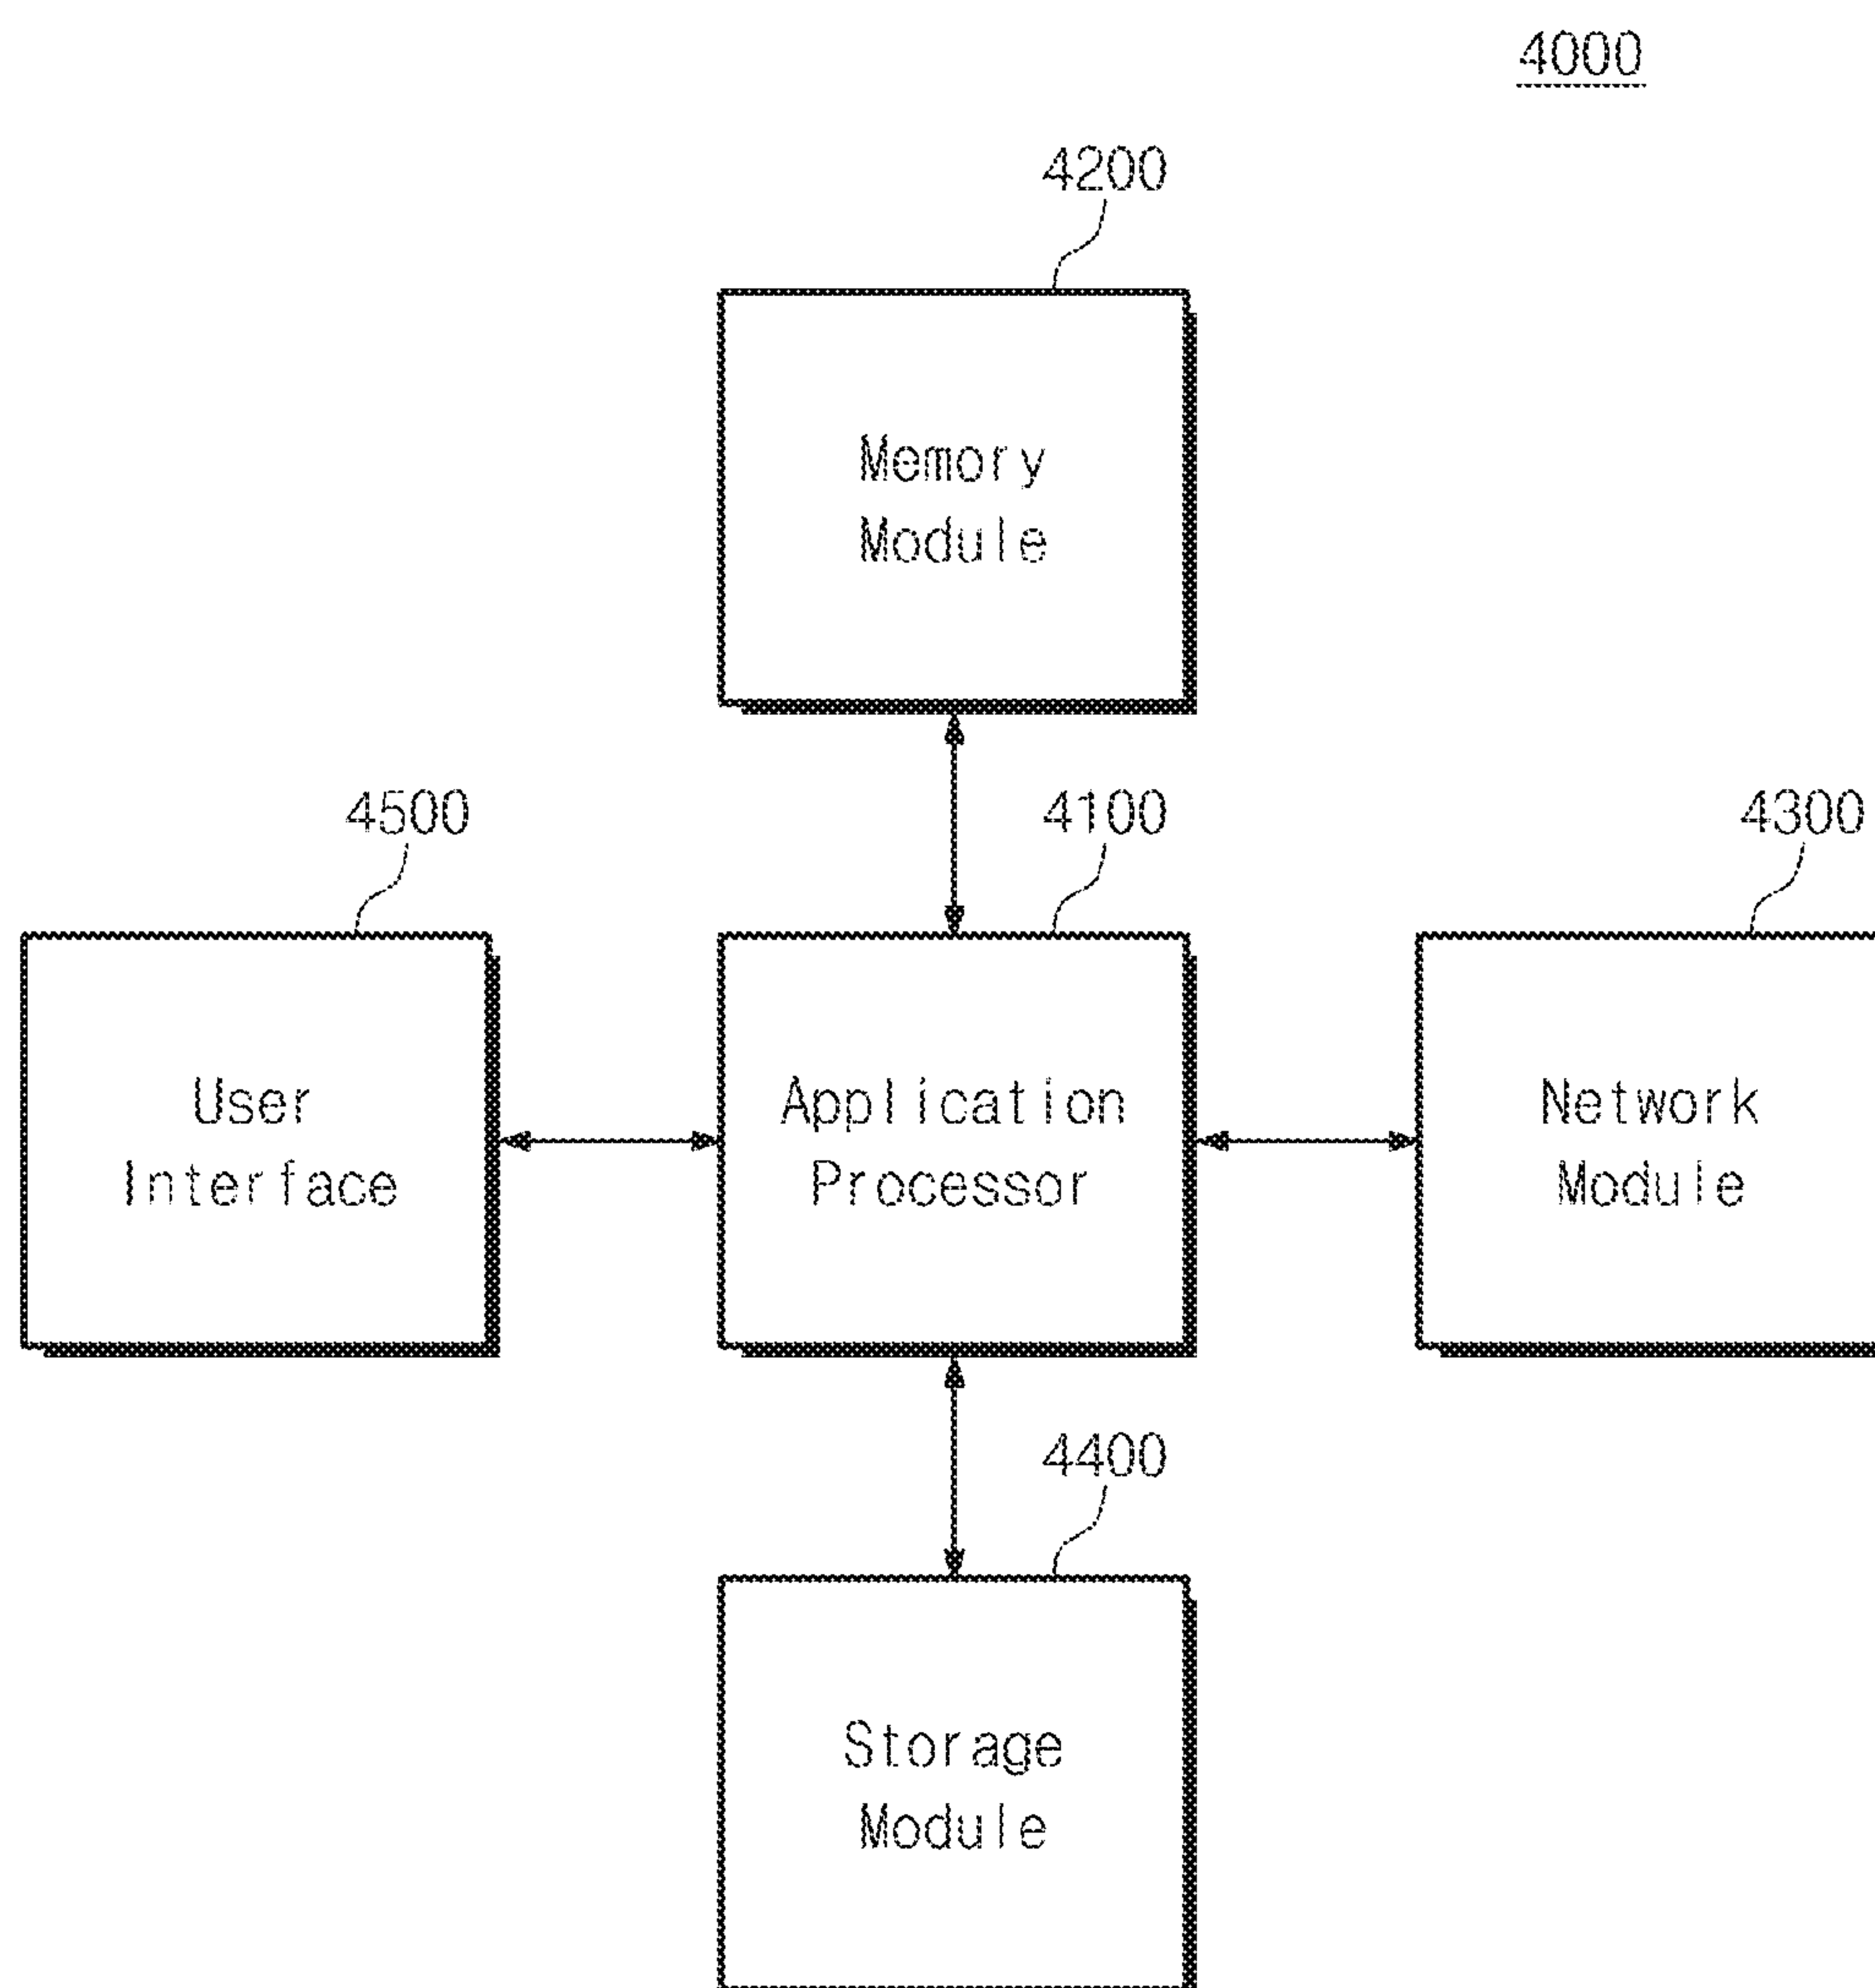 4000
4200
Memory
Module
4500
4100
4300
User
Interface
Application
Processor
Network
Module
4400
Storage
Module